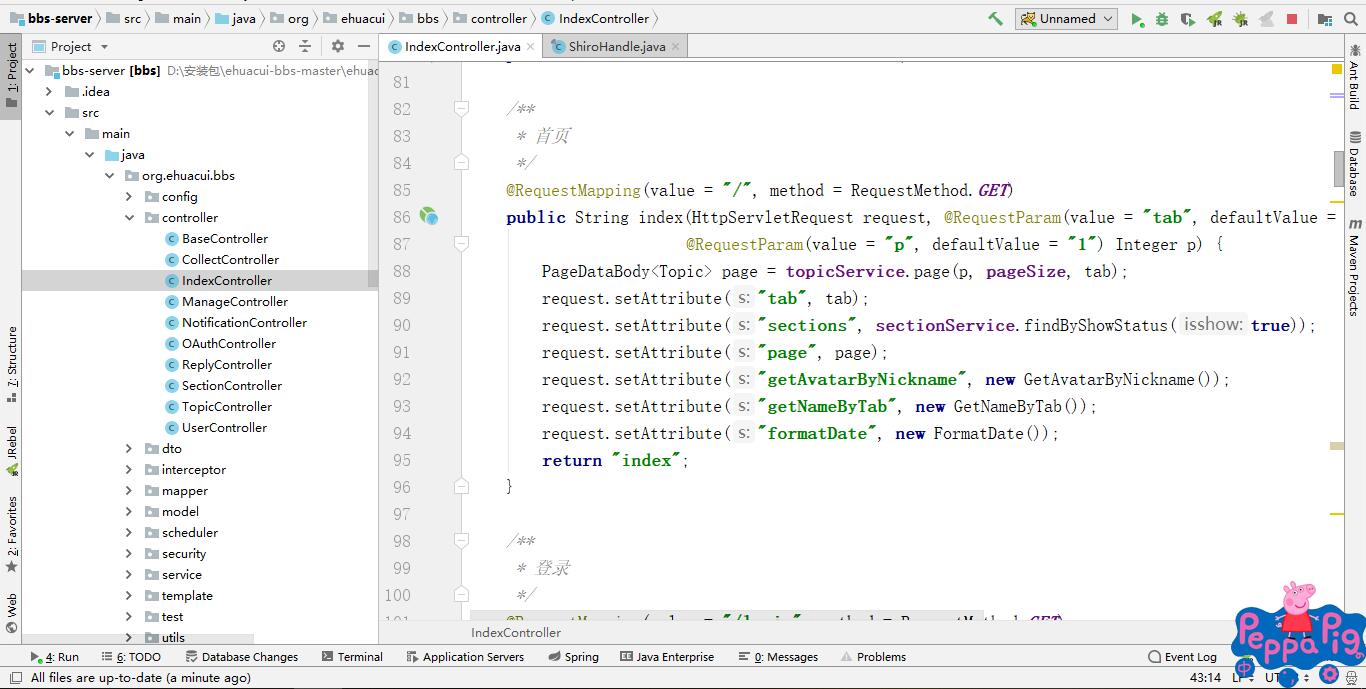 bbs-server src main java org ehuacui bbs controller IndexController Unnamed
Project
IndexController.java ShiroHandle.java
1: Project
7: Structure
JRebel
2: Favorites
Web
bbs-server [bbs] D:\安装包\ehuacui-bbs-master\ehuac
.idea
src
main
java
org.ehuacui.bbs
config
controller
BaseController
CollectController
IndexController
ManageController
NotificationController
OAuthController
ReplyController
SectionController
TopicController
UserController
dto
interceptor
mapper
model
scheduler
security
service
template
test
utils
81
82 /**
83 * 首页
84 */
85 @RequestMapping(value = "/", method = RequestMethod.GET)
86 public String index(HttpServletRequest request, @RequestParam(value = "tab", defaultValue =
87 @RequestParam(value = "p", defaultValue = "1") Integer p) {
88 PageDataBody<Topic> page = topicService.page(p, pageSize, tab);
89 request.setAttribute( s: "tab", tab);
90 request.setAttribute( s: "sections", sectionService.findByShowStatus( isshow: true));
91 request.setAttribute( s: "page", page);
92 request.setAttribute( s: "getAvatarByNickname", new GetAvatarByNickname());
93 request.setAttribute( s: "getNameByTab", new GetNameByTab());
94 request.setAttribute( s: "formatDate", new FormatDate());
95 return "index";
96 }
97
98 /**
99 * 登录
100 */
IndexController
Ant Build
Database
m Maven Projects
Peppa Pig
4: Run 6: TODO Database Changes Terminal Application Servers Spring Java Enterprise 0: Messages Problems Event Log
All files are up-to-date (a minute ago) 43:14 LF